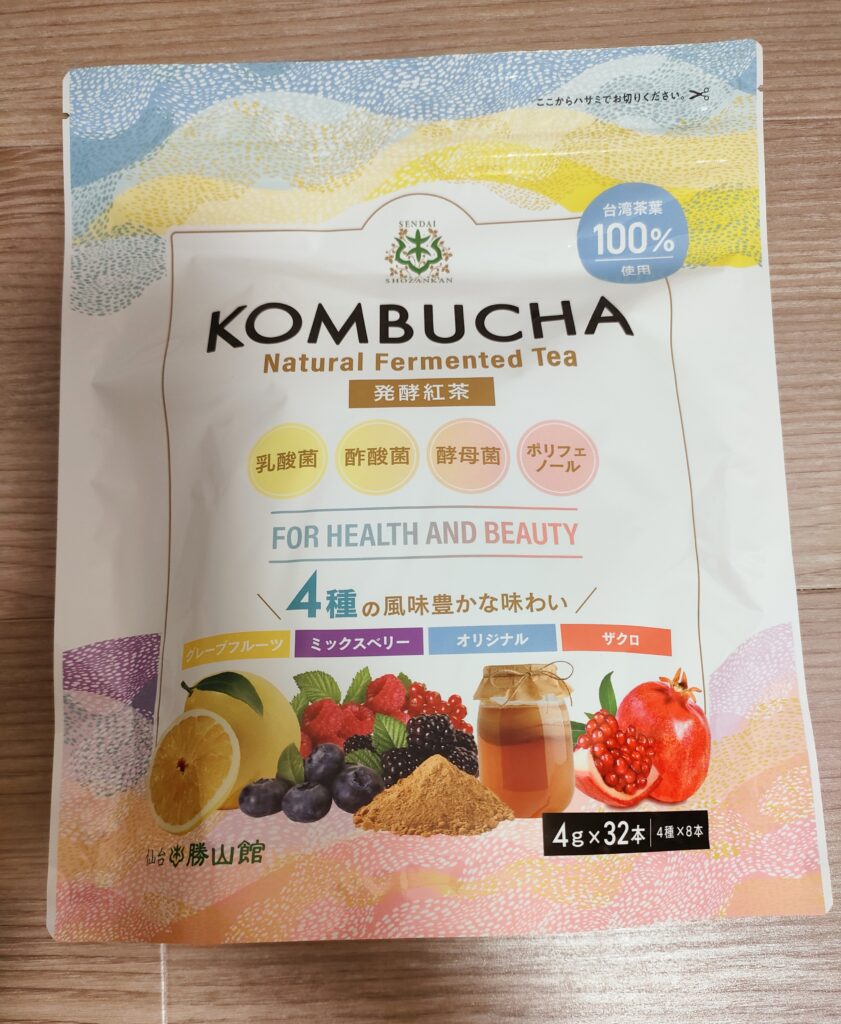 ここからハサミでお切りください。
台湾茶葉
100%
使用
SENDAI
SHOZANKAN
KOMBUCHA
Natural Fermented Tea
発酵紅茶
乳酸菌
酢酸菌
酵母菌
ポリフェ
ノール
FOR HEALTH AND BEAUTY
4種の風味豊かな味わい
グレープフルーツ
ミックスベリー
オリジナル
ザクロ
4g×32本
4種×8本
仙台 勝山館